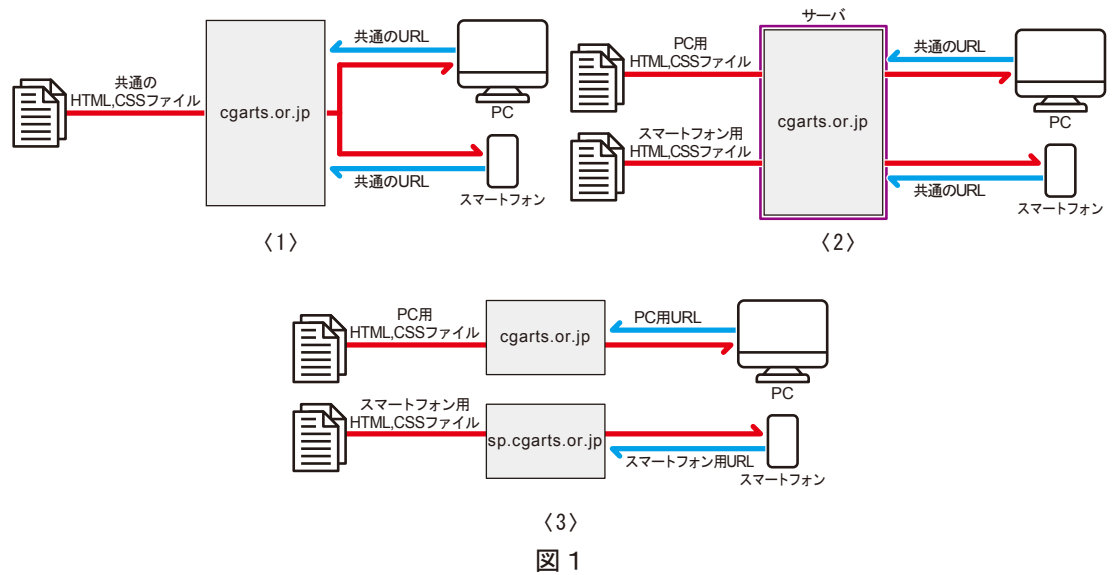 共通の
HTML,CSSファイル
cgarts.or.jp
共通のURL
PC
共通のURL
スマートフォン
〈1〉
サーバ
PC用
HTML,CSSファイル
スマートフォン用
HTML,CSSファイル
cgarts.or.jp
共通のURL
PC
共通のURL
スマートフォン
〈2〉
PC用
HTML,CSSファイル
cgarts.or.jp
PC用URL
PC
スマートフォン用
HTML,CSSファイル
sp.cgarts.or.jp
スマートフォン用URL
スマートフォン
〈3〉
図1